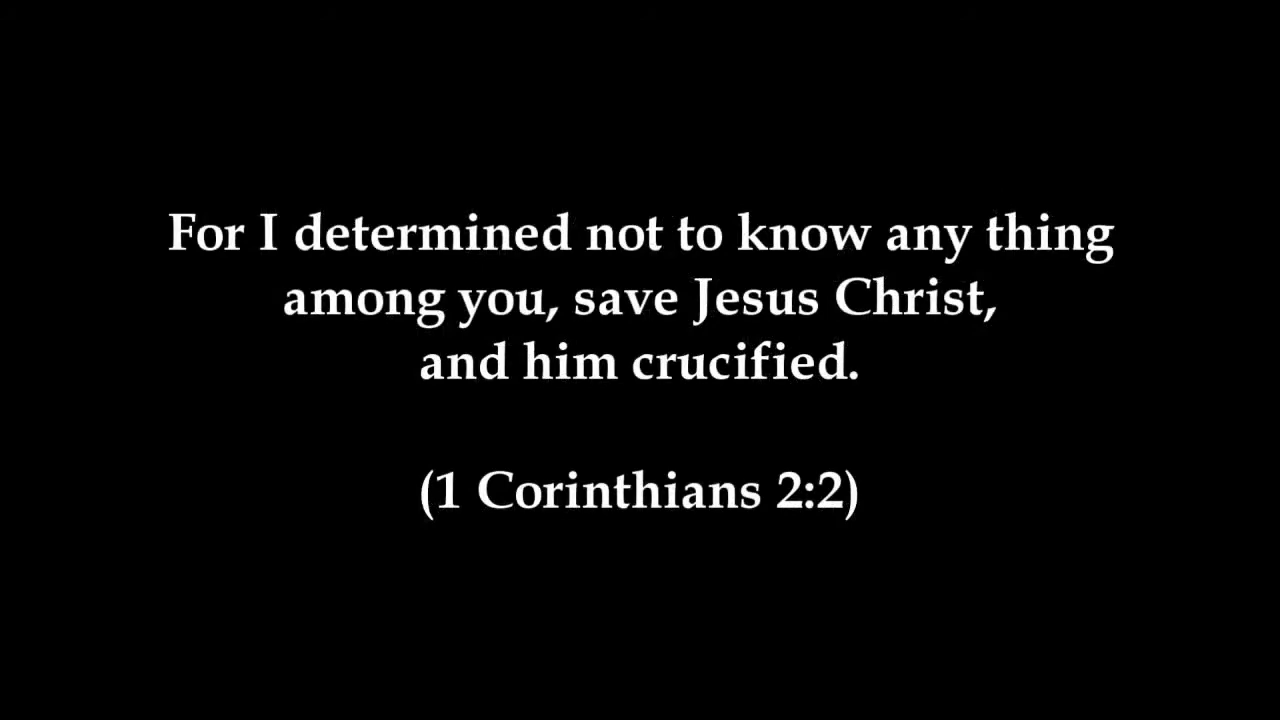 For I determined not to know any thing
among you, save Jesus Christ,
and him crucified.
(1 Corinthians 2:2)